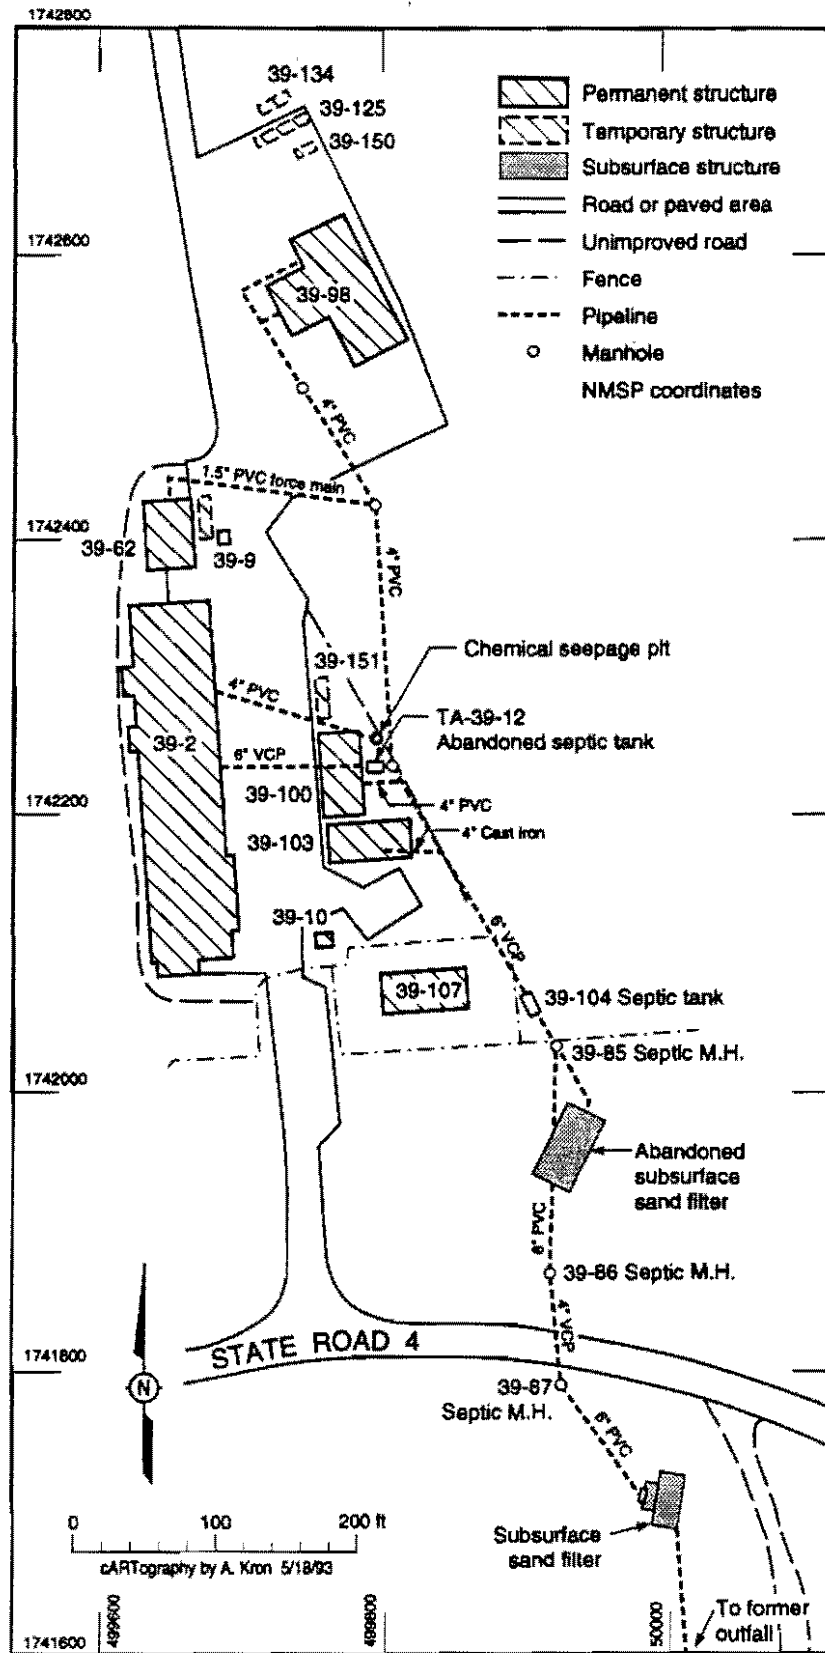 1742800
39-134
39-125
39-150
Permanent structure
Temporary structure
Subsurface structure
Road or paved area
Unimproved road
Fence
Pipeline
Manhole
NMSP coordinates
1742600
39-98
4" PVC
1.5" PVC force main
1742400
39-62
39-9
4" PVC
Chemical seepage pit
39-151
4" PVC
TA-39-12
Abandoned septic tank
39-2
6" VCP
39-100
4" PVC
1742200
39-103
4" Cast iron
39-10
6" VCP
39-107
39-104 Septic tank
39-85 Septic M.H.
1742000
Abandoned
subsurface
sand filter
6" PVC
39-86 Septic M.H.
4" VCP
STATE ROAD 4
1741800
N
39-87
Septic M.H.
6" PVC
0 100 200 ft
cARTography by A. Kron 5/18/93
Subsurface
sand filter
To former
outfall
1741600
499600
499800
50000